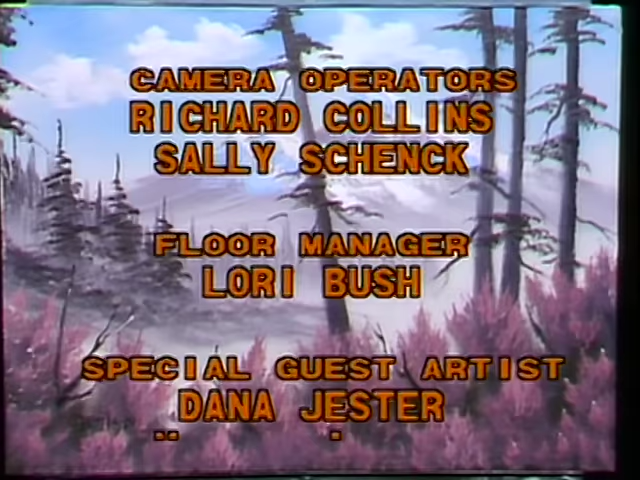 CAMERA OPERATORS
RICHARD COLLINS
SALLY SCHENCK
FLOOR MANAGER
LORI BUSH
SPECIAL GUEST ARTIST
DANA JESTER